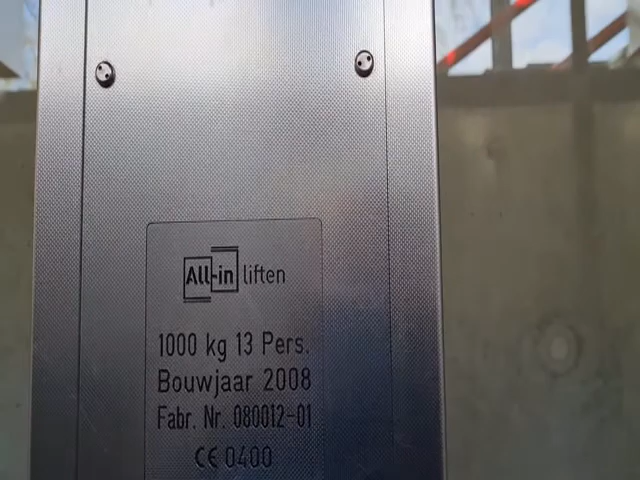 All-in liften
1000 kg 13 Pers.
Bouwjaar 2008
Fabr. Nr. 080012-01
CE 0400